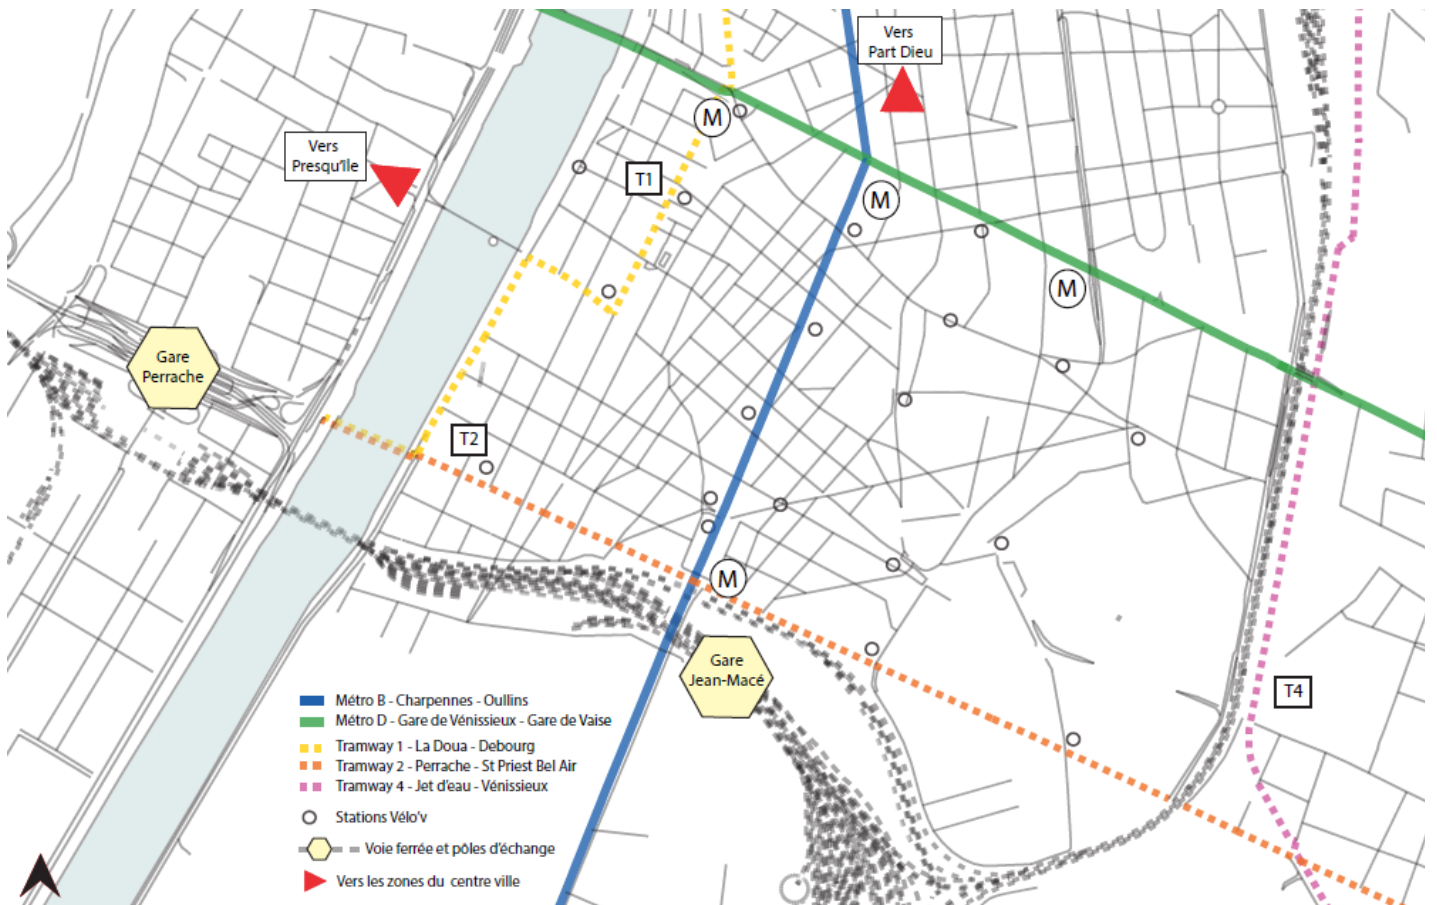 Vers
Part Dieu
M
Vers
Presqu'île
T1
M
M
Gare
Perrache
T2
M
Gare
Jean-Macé
T4
Métro B - Charpennes - Oullins
Métro D - Gare de Vénissieux - Gare de Vaise
Tramway 1 - La Doua - Debourg
Tramway 2 - Perrache - St Priest Bel Air
Tramway 4 - Jet d'eau - Vénissieux
Stations Vélo'v
Voie ferrée et pôles d'échange
Vers les zones du centre ville